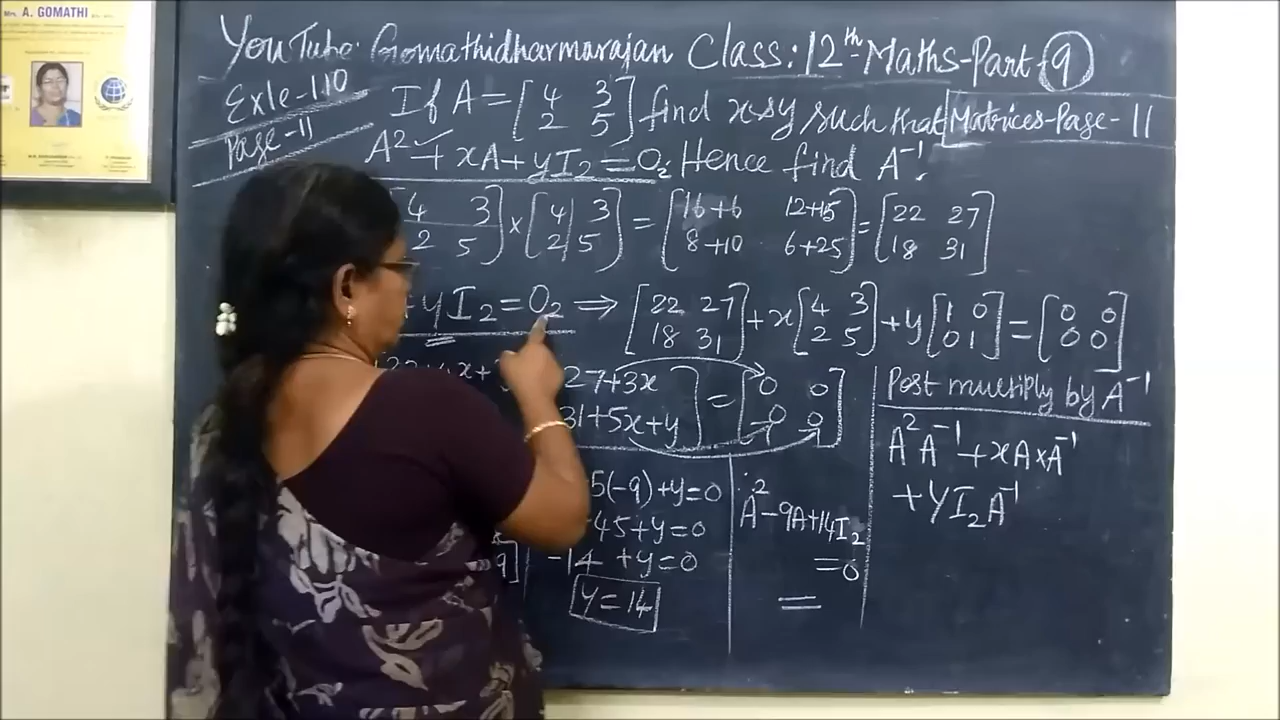 Mrs. A. GOMATHI
YouTube: Gomathidharmarajan Class: 12th Maths-Part-9
Exle-1.10
Page-11
If A = [4 3 find x & y such that
2 5]
Matrices-Page-11
A² + xA + yI₂ = O₂. Hence find A⁻¹.
[4 3 × [4 3 = [16+6 12+15 = [22 27
2 5] 2 5] 8+10 6+25] 18 31]
+yI₂ = O₂ ⇒ [22 27 + x [4 3 + y [1 0 = [0 0
18 31] 2 5] 0 1] 0 0]
27+3x = [0 0
31+5x+y] 0 0]
5(-9)+y=0
45+y=0
-14 +y=0
y=14
9]
∴ A²-9A+14I₂
=0
=
Post multiply by A⁻¹
A²A⁻¹+xA×A⁻¹
+yI₂A⁻¹